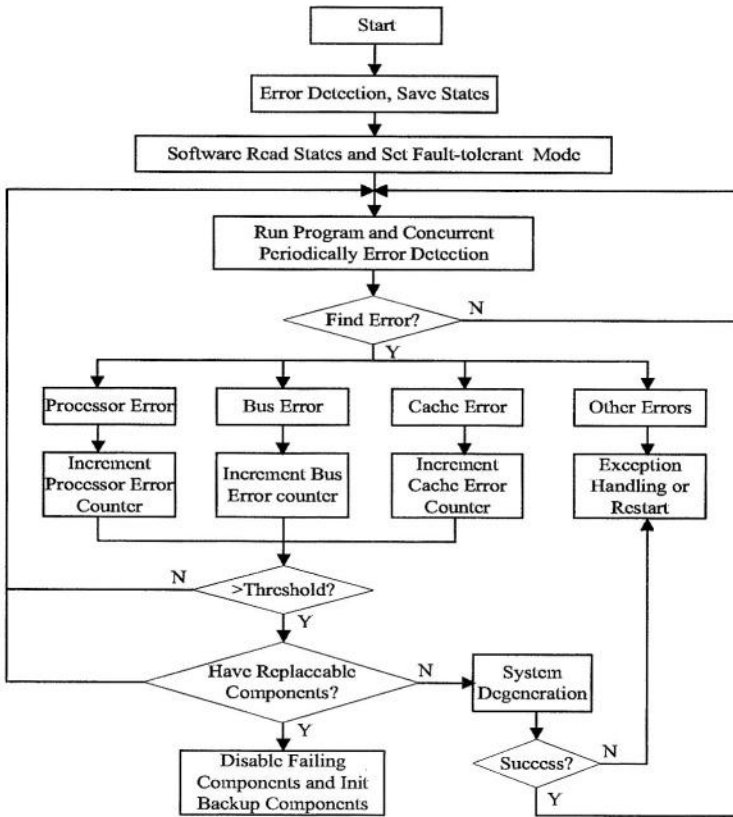 Start
Error Detection, Save States
Software Read States and Set Fault-tolerant Mode
Run Program and Concurrent
Periodically Error Detection
Find Error?
N
Y
Processor Error
Bus Error
Cache Error
Other Errors
Increment
Processor Error
Counter
Increment Bus
Error counter
Increment
Cache Error
Counter
Exception
Handling or
Restart
N
>Threshold?
Y
Have Replaceable
Components?
N
System
Degeneration
Y
Disable Failing
Components and Init
Backup Components
Success?
N
Y